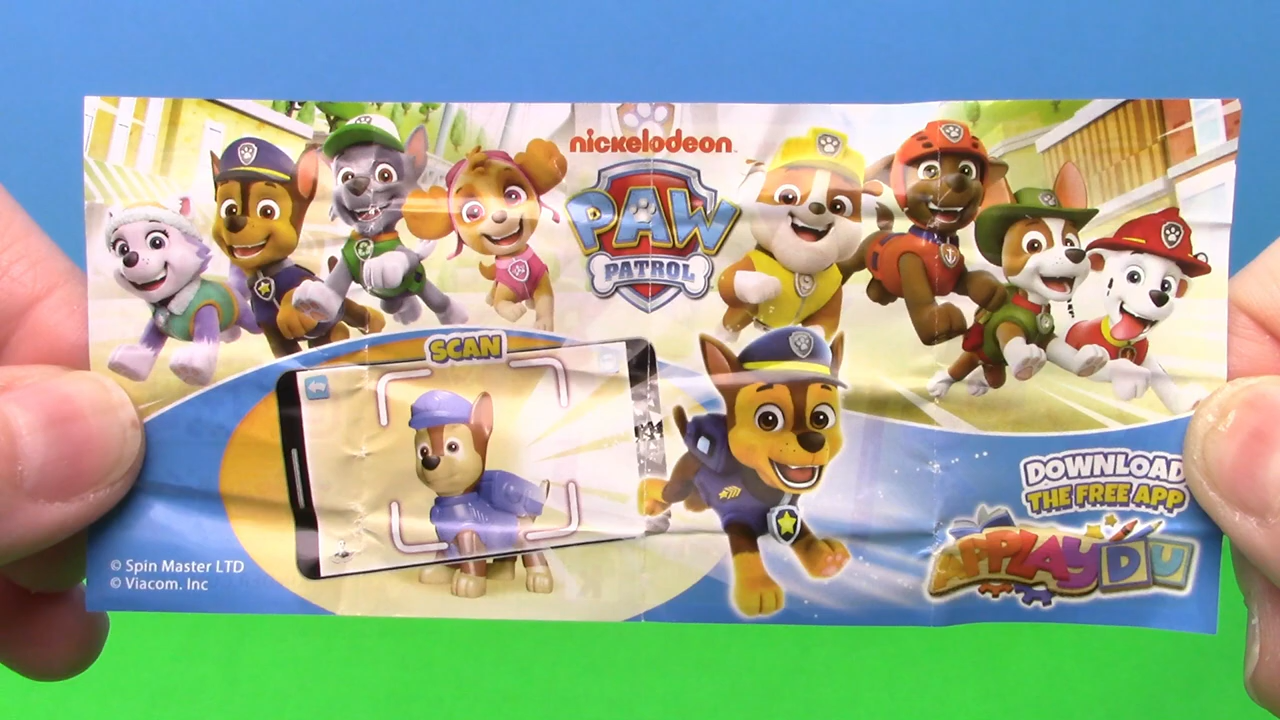 nickelodeon
PAW
PATROL
SCAN
DOWNLOAD
THE FREE APP
APPLAYDU
© Spin Master LTD
© Viacom. Inc